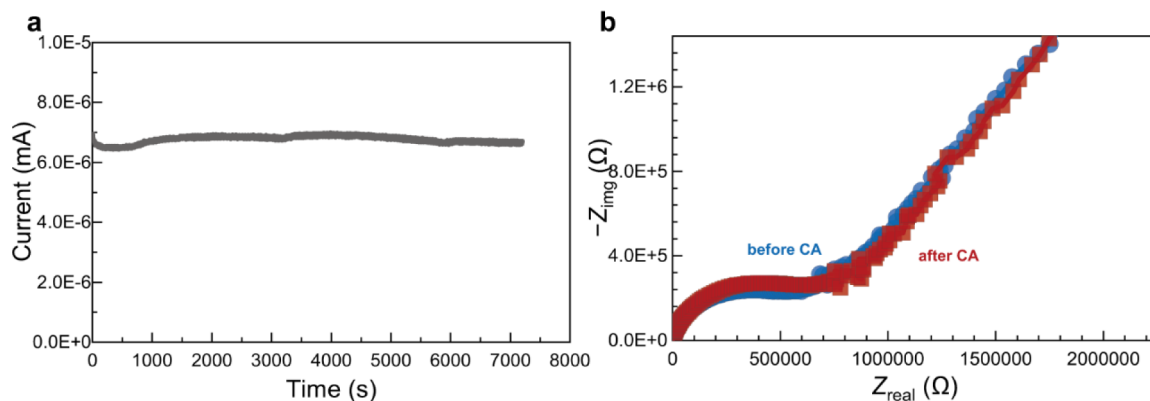 a
Current (mA)
1.0E-5
8.0E-6
6.0E-6
4.0E-6
2.0E-6
0.0E+0
0 1000 2000 3000 4000 5000 6000 7000 8000
Time (s)
b
−Zimg (Ω)
1.2E+6
8.0E+5
4.0E+5
0.0E+0
before CA
after CA
0 500000 1000000 1500000 2000000
Zreal (Ω)